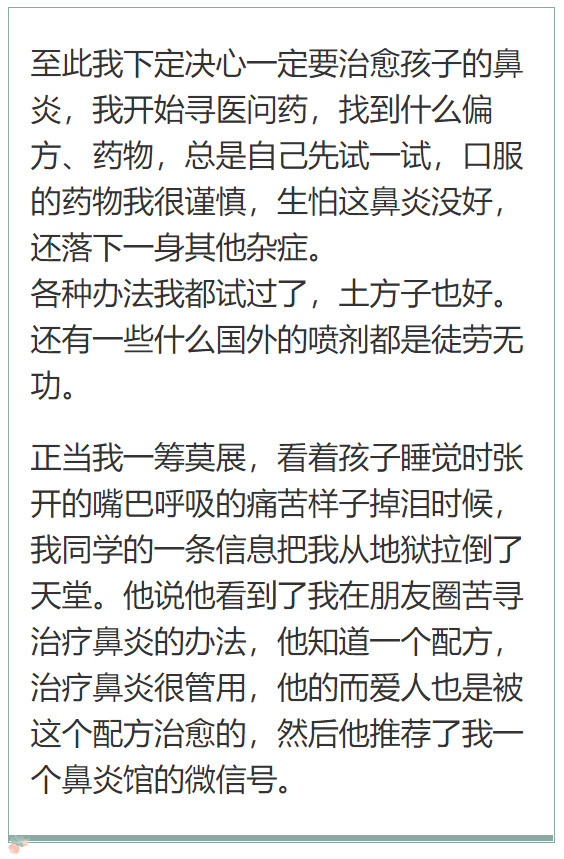 至此我下定决心一定要治愈孩子的鼻
炎，我开始寻医问药，找到什么偏
方、药物，总是自己先试一试，口服
的药物我很谨慎，生怕这鼻炎没好，
还落下一身其他杂症。
各种办法我都试过了，土方子也好。
还有一些什么国外的喷剂都是徒劳无
功。
正当我一筹莫展，看着孩子睡觉时张
开的嘴巴呼吸的痛苦样子掉泪时候，
我同学的一条信息把我从地狱拉倒了
天堂。他说他看到了我在朋友圈苦寻
治疗鼻炎的办法，他知道一个配方，
治疗鼻炎很管用，他的而爱人也是被
这个配方治愈的，然后他推荐了我一
个鼻炎馆的微信号。